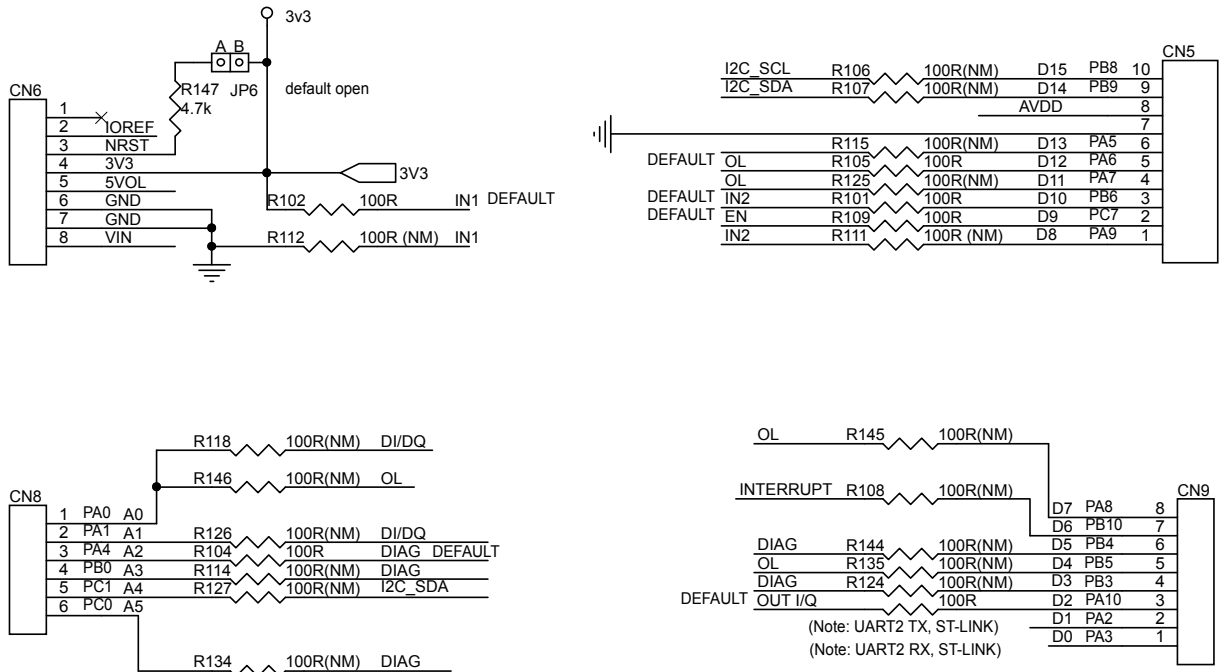 3v3
A B
R147 JP6 default open
4.7k
CN6
1
2 IOREF
3 NRST
4 3V3
5 5VOL
6 GND
7 GND
8 VIN
3V3
R102 100R IN1 DEFAULT
R112 100R (NM) IN1
CN5
I2C_SCL R106 100R(NM) D15 PB8 10
I2C_SDA R107 100R(NM) D14 PB9 9
AVDD 8
7
R115 100R(NM) D13 PA5 6
DEFAULT OL R105 100R D12 PA6 5
OL R125 100R(NM) D11 PA7 4
DEFAULT IN2 R101 100R D10 PB6 3
DEFAULT EN R109 100R D9 PC7 2
IN2 R111 100R (NM) D8 PA9 1
R118 100R(NM) DI/DQ
R146 100R(NM) OL
CN8
1 PA0 A0
2 PA1 A1 R126 100R(NM) DI/DQ
3 PA4 A2 R104 100R DIAG DEFAULT
4 PB0 A3 R114 100R(NM) DIAG
5 PC1 A4 R127 100R(NM) I2C_SDA
6 PC0 A5
R134 100R(NM) DIAG
OL R145 100R(NM)
INTERRUPT R108 100R(NM)
CN9
D7 PA8 8
D6 PB10 7
DIAG R144 100R(NM) D5 PB4 6
OL R135 100R(NM) D4 PB5 5
DIAG R124 100R(NM) D3 PB3 4
DEFAULT OUT I/Q 100R D2 PA10 3
(Note: UART2 TX, ST-LINK) D1 PA2 2
(Note: UART2 RX, ST-LINK) D0 PA3 1